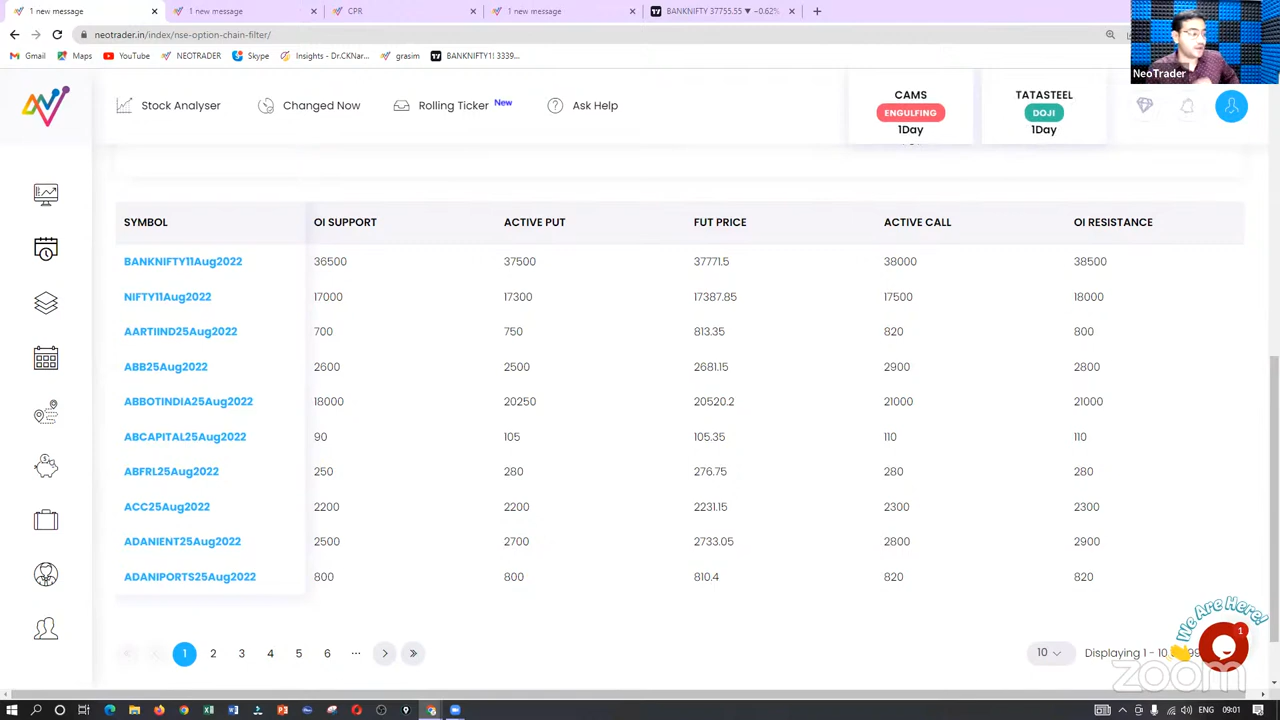 1 new message
1 new message
CPR
1 new message
BANKNIFTY 37755.55 ▼ −0.62%
neotrader.in/index/nse-option-chain-filter/
Gmail
Maps
YouTube
NEOTRADER
Skype
Insights - Dr.CKNar...
grasim
BANKNIFTY1! 339
NeoTrader
Stock Analyser
Changed Now
Rolling Ticker New
Ask Help
CAMS
ENGULFING
1Day
TATASTEEL
DOJI
1Day
SYMBOL OI SUPPORT ACTIVE PUT FUT PRICE ACTIVE CALL OI RESISTANCE
BANKNIFTY11Aug2022 36500 37500 37771.5 38000 38500
NIFTY11Aug2022 17000 17300 17387.85 17500 18000
AARTIIND25Aug2022 700 750 813.35 820 800
ABB25Aug2022 2600 2500 2681.15 2900 2800
ABBOTINDIA25Aug2022 18000 20250 20520.2 21000 21000
ABCAPITAL25Aug2022 90 105 105.35 110 110
ABFRL25Aug2022 250 280 276.75 280 280
ACC25Aug2022 2200 2200 2231.15 2300 2300
ADANIENT25Aug2022 2500 2700 2733.05 2800 2900
ADANIPORTS25Aug2022 800 800 810.4 820 820
We Are Here!
1
1 2 3 4 5 6 ...
10
Displaying 1 - 10
zoom
ENG 09:01